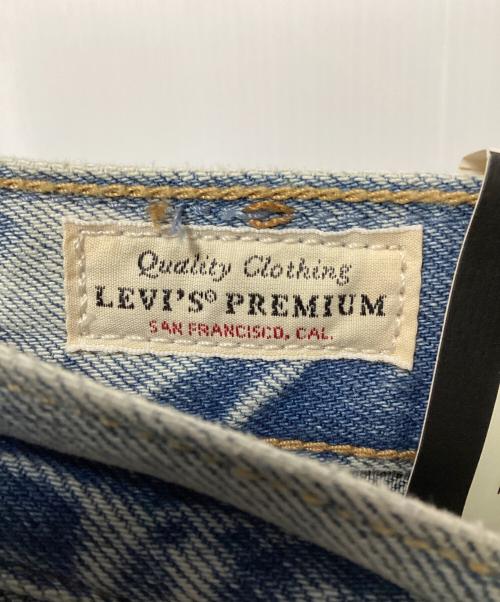 Quality Clothing
LEVI'S® PREMIUM
SAN FRANCISCO, CAL.